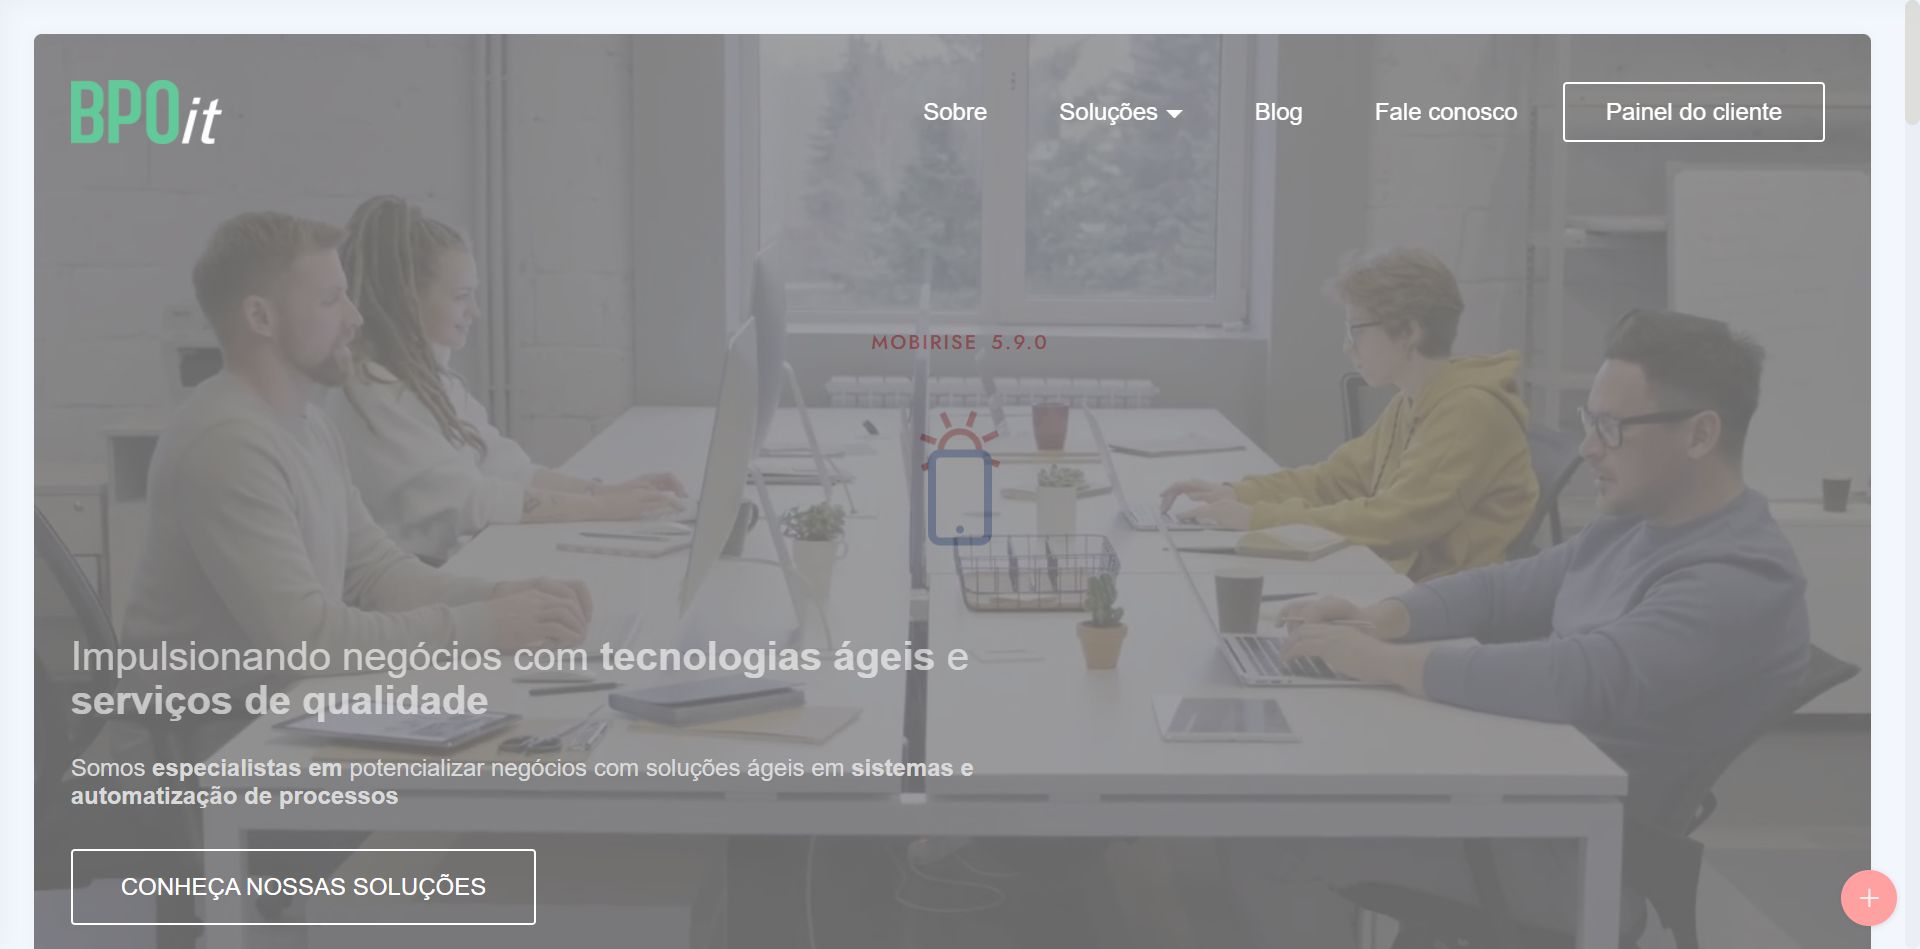 BPOit
Sobre
Soluções
Blog
Fale conosco
Painel do cliente
MOBIRISE 5.9.0
Impulsionando negócios com tecnologias ágeis e
serviços de qualidade
Somos especialistas em potencializar negócios com soluções ágeis em sistemas e
automatização de processos
CONHEÇA NOSSAS SOLUÇÕES
+